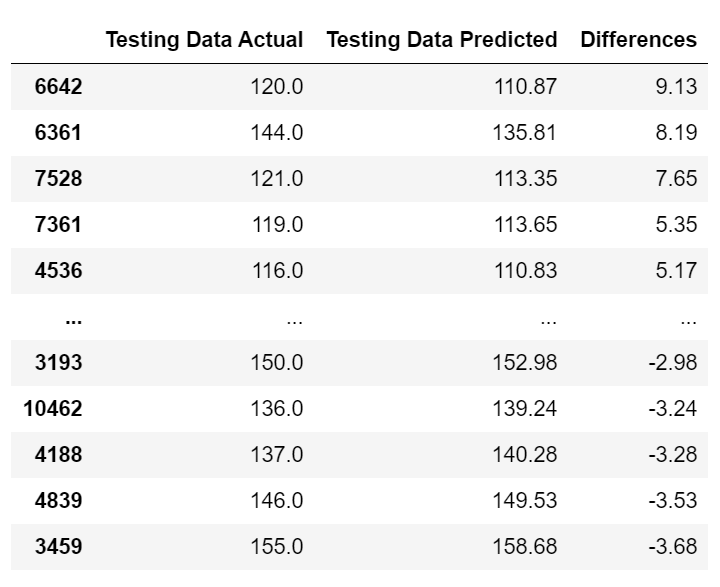 Testing Data Actual Testing Data Predicted Differences
6642 120.0 110.87 9.13
6361 144.0 135.81 8.19
7528 121.0 113.35 7.65
7361 119.0 113.65 5.35
4536 116.0 110.83 5.17
... ... ... ...
3193 150.0 152.98 -2.98
10462 136.0 139.24 -3.24
4188 137.0 140.28 -3.28
4839 146.0 149.53 -3.53
3459 155.0 158.68 -3.68